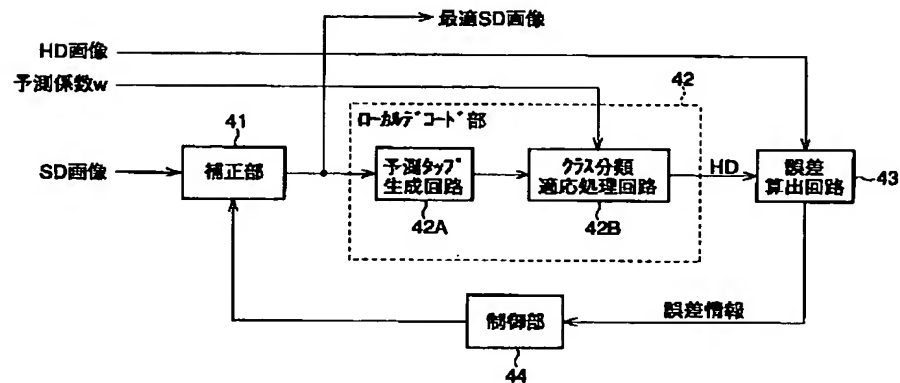 最適SD画像
HD画像
予測係数w
42
ローカルデコード部
41
SD画像
補正部
予測タップ
生成回路
クラス分類
適応処理回路
HD
誤差
算出回路
43
42A
42B
制御部
誤差情報
44